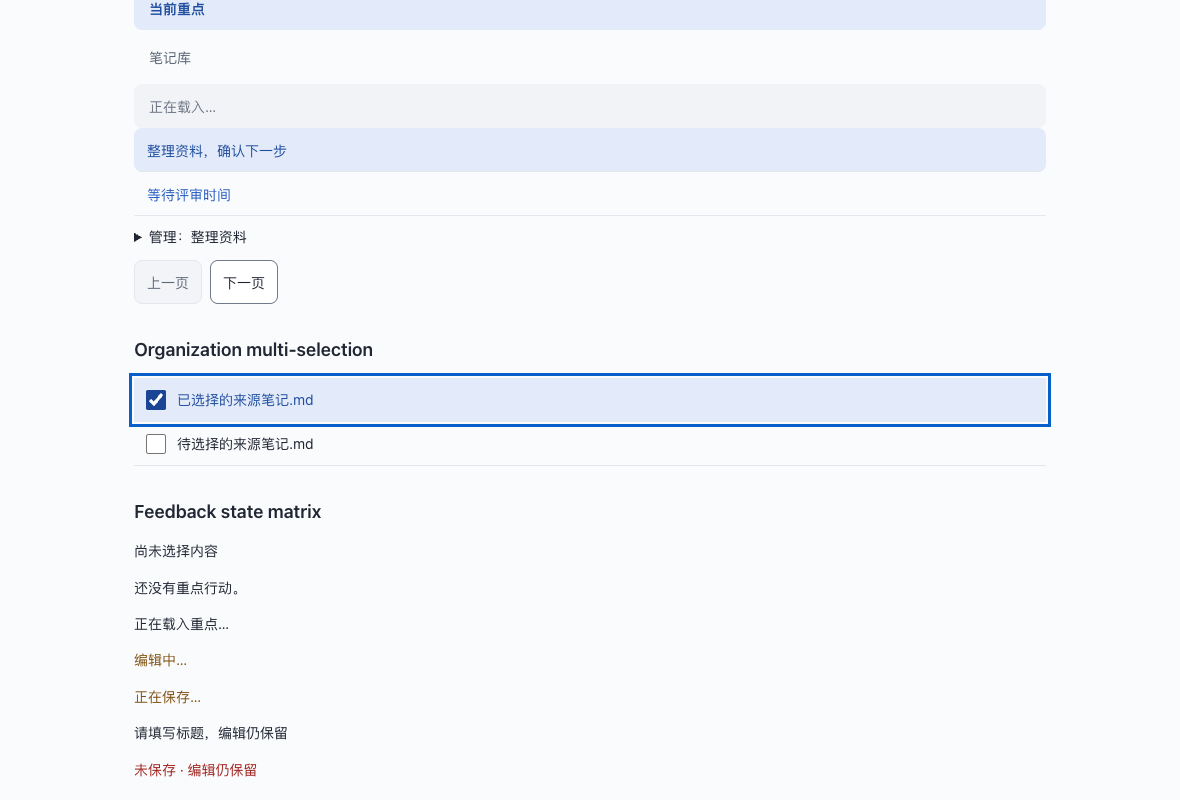 当前重点
笔记库
正在载入…
整理资料，确认下一步
等待评审时间
管理：整理资料
上一页
下一页
Organization multi-selection
已选择的来源笔记.md
待选择的来源笔记.md
Feedback state matrix
尚未选择内容
还没有重点行动。
正在载入重点…
编辑中…
正在保存…
请填写标题，编辑仍保留
未保存 · 编辑仍保留